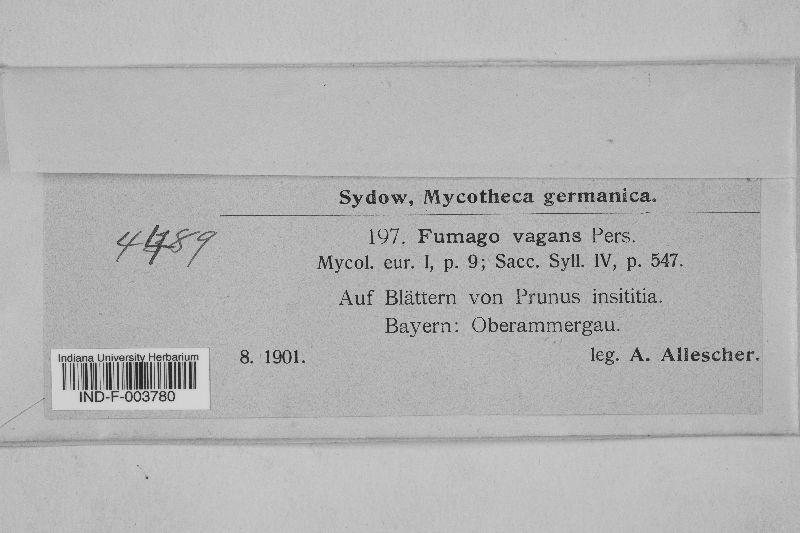 Sydow, Mycotheca germanica.
197. Fumago vagans Pers.
Mycol. eur. I, p. 9; Sacc. Syll. IV, p. 547.
Auf Blättern von Prunus insititia.
Bayern: Oberammergau.
8. 1901. leg. A. Allescher.
Indiana University Herbarium
IND-F-003780